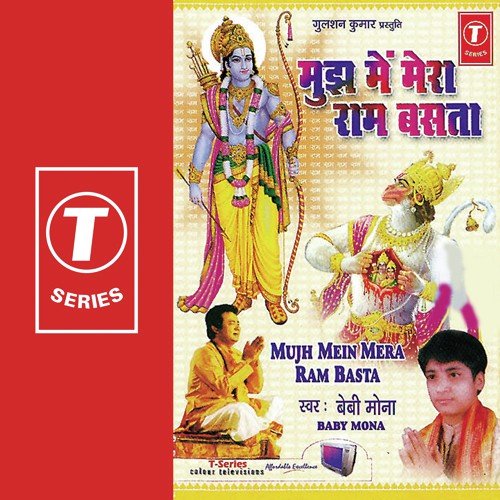 गुलशन कुमार प्रस्तुति
T
SERIES
मुझ में मेरा
राम बसता
T
SERIES
MUJH MEIN MERA
RAM BASTA
स्वर : बेबी मोना
BABY MONA
T-Series
colour televisions
Affordable Excellence